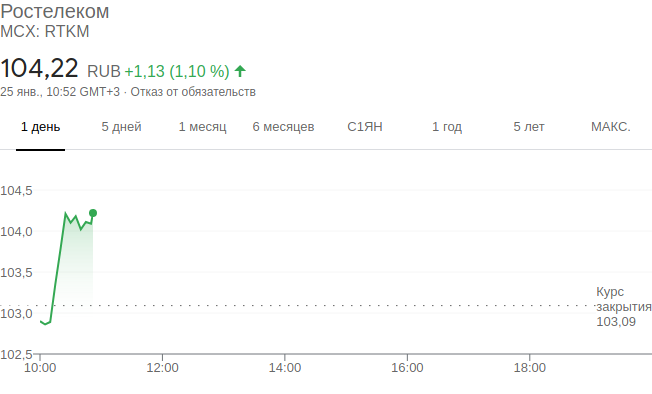 Ростелеком
MCX: RTKM
104,22 RUB +1,13 (1,10 %)
25 янв., 10:52 GMT+3 · Отказ от обязательств
1 день 5 дней 1 месяц 6 месяцев С1ЯН 1 год 5 лет МАКС.
104,5
104,0
103,5
Курс
закрытия
103,09
103,0
102,5
10:00 12:00 14:00 16:00 18:00